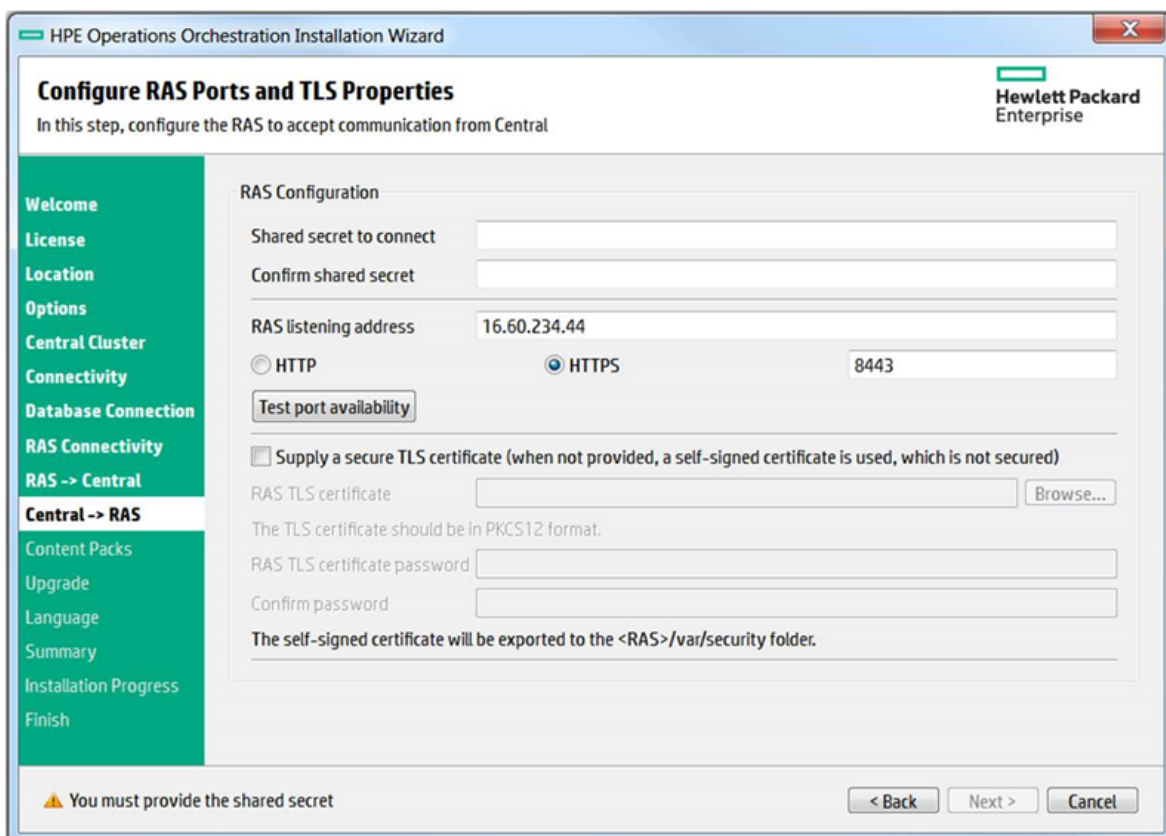 HPE Operations Orchestration Installation Wizard
X
Configure RAS Ports and TLS Properties
In this step, configure the RAS to accept communication from Central
Hewlett Packard
Enterprise
Welcome
License
Location
Options
Central Cluster
Connectivity
Database Connection
RAS Connectivity
RAS -> Central
Central -> RAS
Content Packs
Upgrade
Language
Summary
Installation Progress
Finish
RAS Configuration
Shared secret to connect
Confirm shared secret
RAS listening address 16.60.234.44
HTTP HTTPS 8443
Test port availability
Supply a secure TLS certificate (when not provided, a self-signed certificate is used, which is not secured)
RAS TLS certificate Browse...
The TLS certificate should be in PKCS12 format.
RAS TLS certificate password
Confirm password
The self-signed certificate will be exported to the <RAS>/var/security folder.
You must provide the shared secret
< Back Next > Cancel